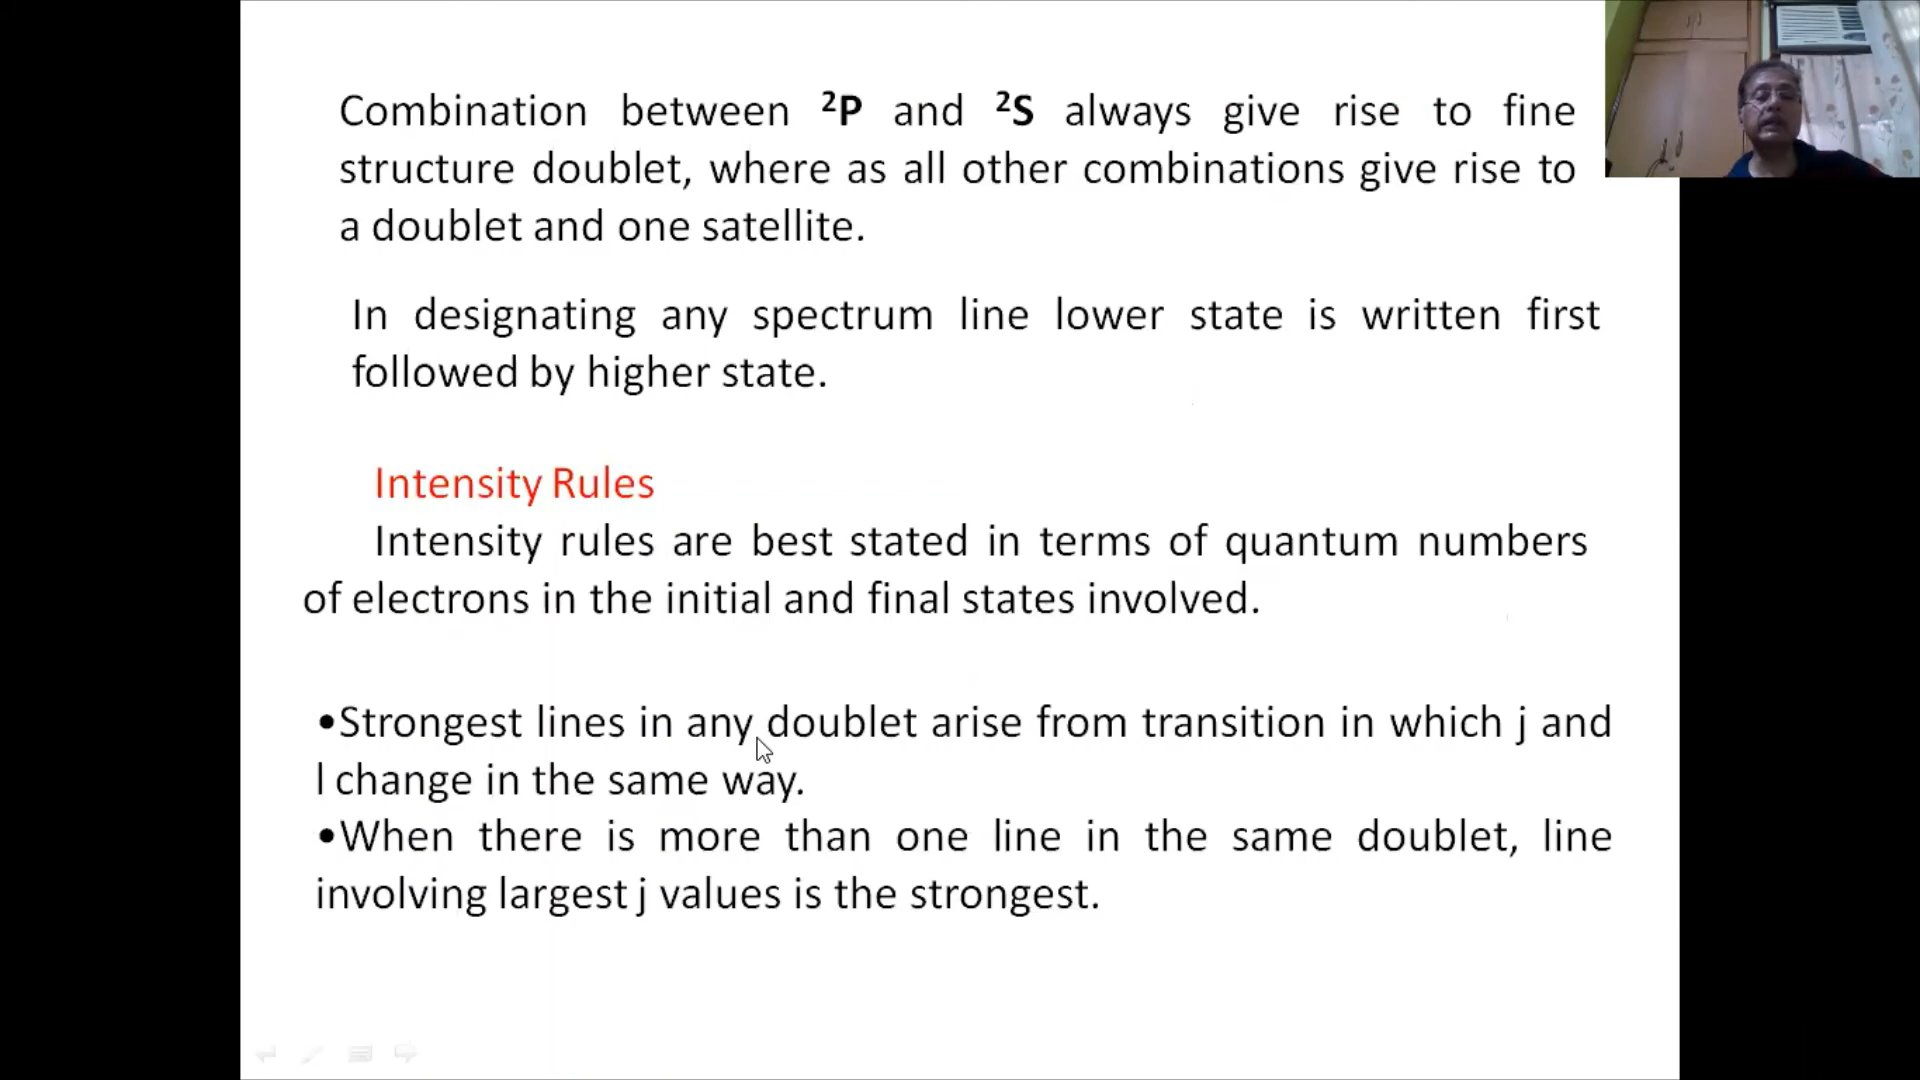 Combination between ²P and ²S always give rise to fine
structure doublet, where as all other combinations give rise to
a doublet and one satellite.
In designating any spectrum line lower state is written first
followed by higher state.
Intensity Rules
Intensity rules are best stated in terms of quantum numbers
of electrons in the initial and final states involved.
•Strongest lines in any doublet arise from transition in which j and
l change in the same way.
•When there is more than one line in the same doublet, line
involving largest j values is the strongest.